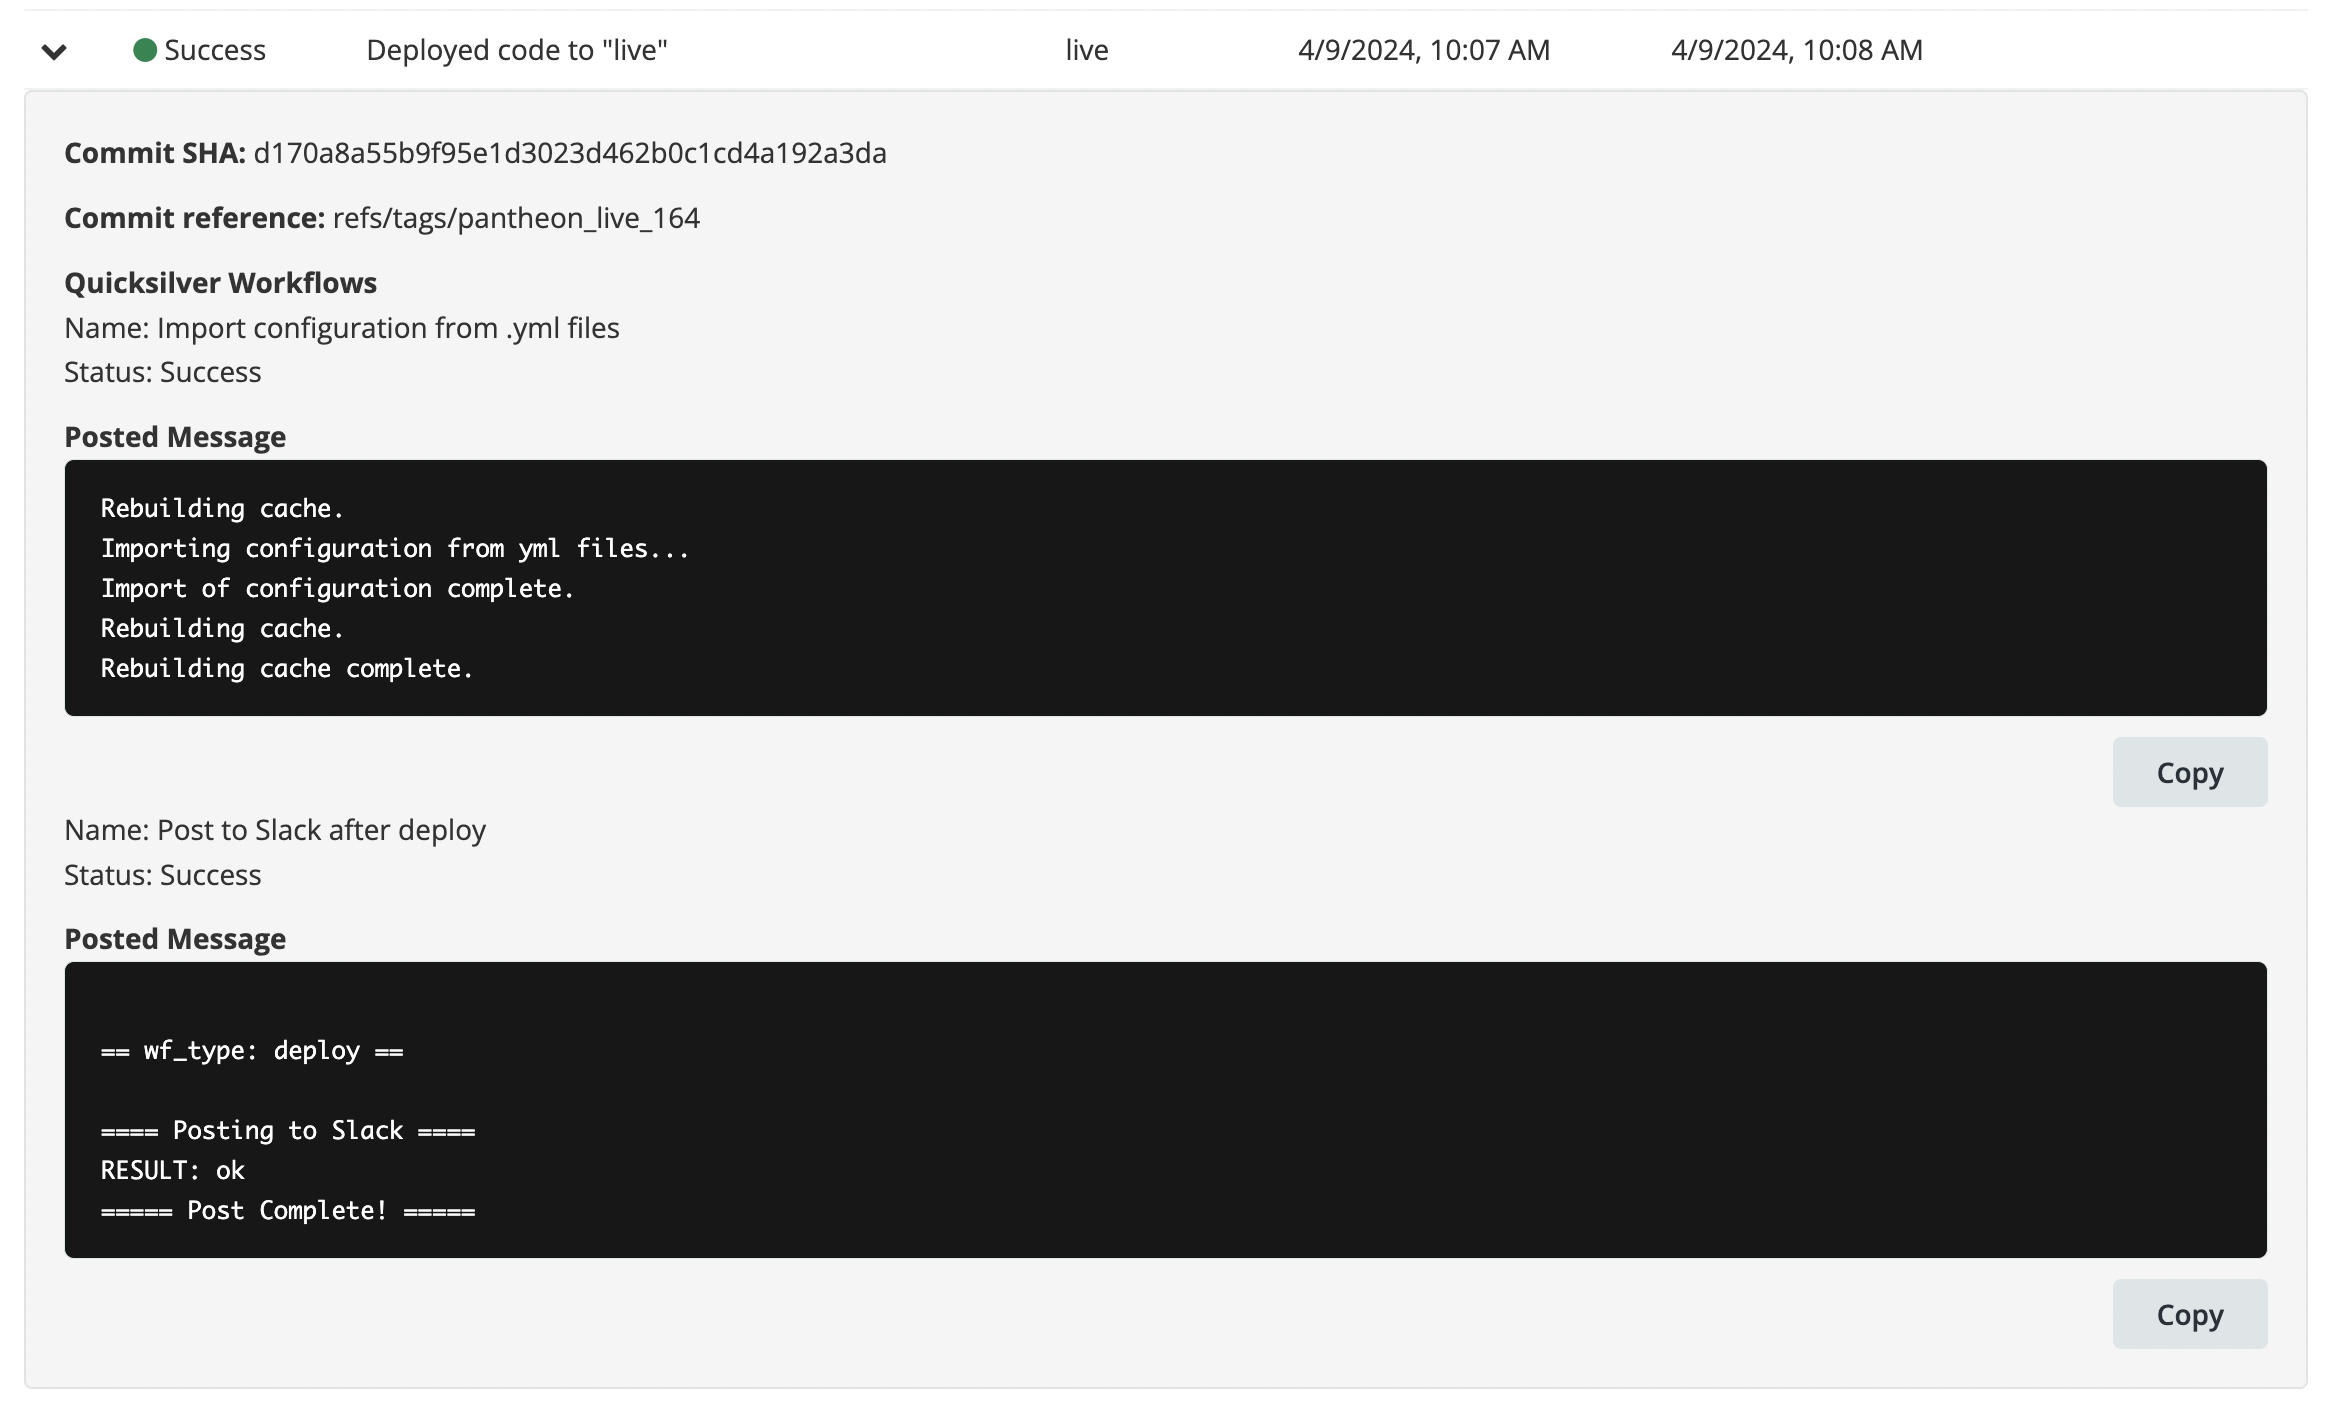 Success Deployed code to "live" live 4/9/2024, 10:07 AM 4/9/2024, 10:08 AM
Commit SHA: d170a8a55b9f95e1d3023d462b0c1cd4a192a3da
Commit reference: refs/tags/pantheon_live_164
Quicksilver Workflows
Name: Import configuration from .yml files
Status: Success
Posted Message
Rebuilding cache.
Importing configuration from yml files...
Import of configuration complete.
Rebuilding cache.
Rebuilding cache complete.
Copy
Name: Post to Slack after deploy
Status: Success
Posted Message
== wf_type: deploy ==
==== Posting to Slack ====
RESULT: ok
===== Post Complete! =====
Copy